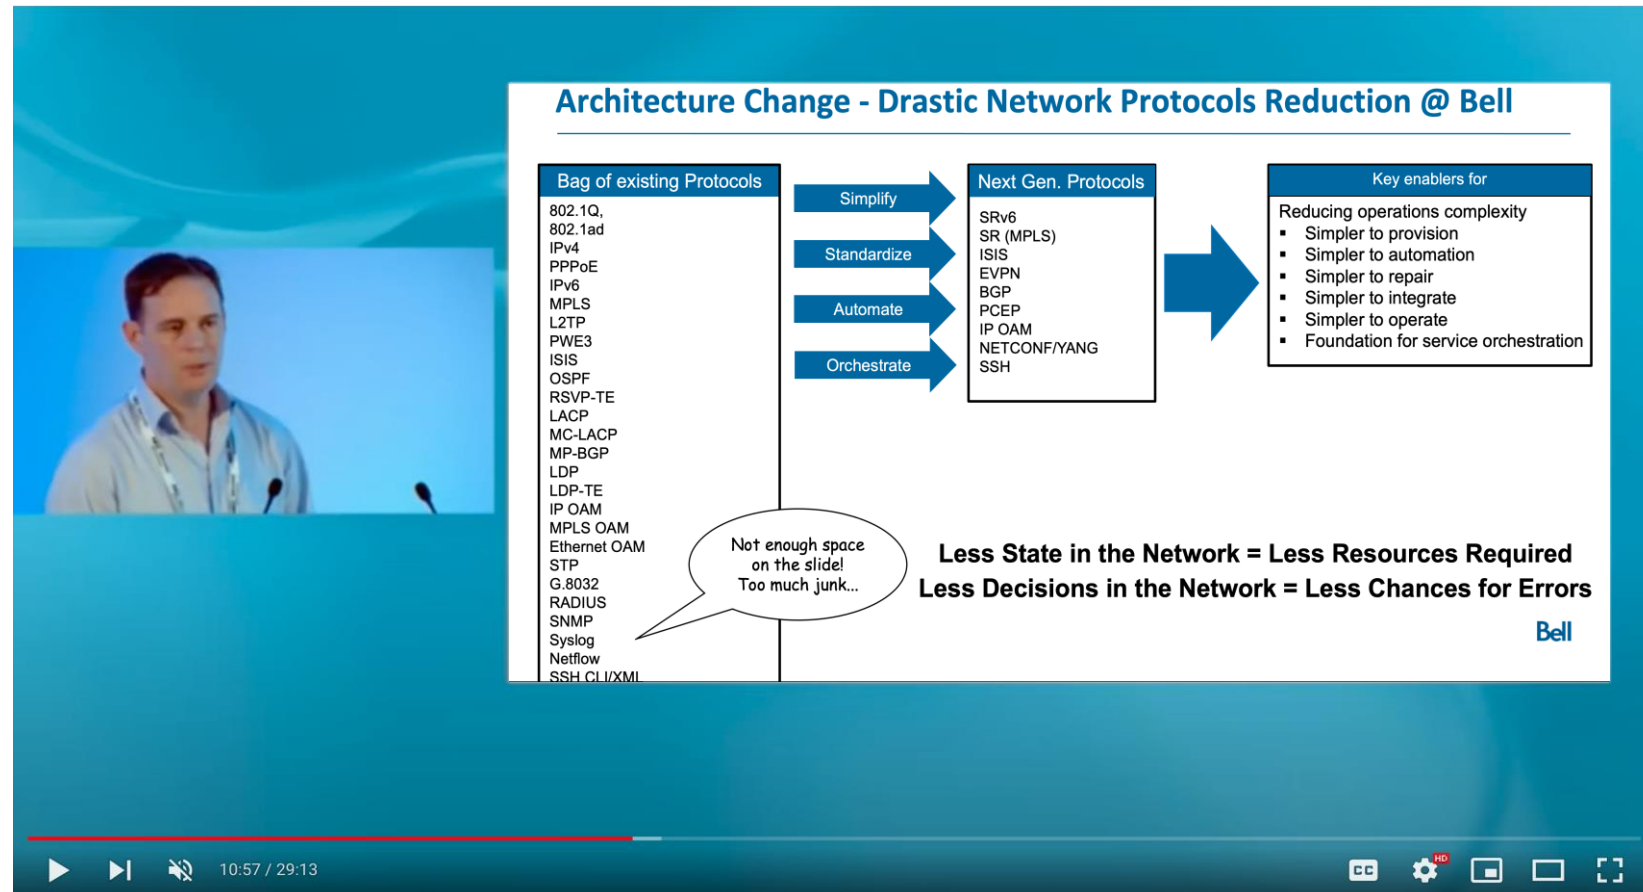 Architecture Change - Drastic Network Protocols Reduction @ Bell
Bag of existing Protocols
802.1Q,
802.1ad
IPv4
PPPoE
IPv6
MPLS
L2TP
PWE3
ISIS
OSPF
RSVP-TE
LACP
MC-LACP
MP-BGP
LDP
LDP-TE
IP OAM
MPLS OAM
Ethernet OAM
STP
G.8032
RADIUS
SNMP
Syslog
Netflow
SSH CLI/XML
Not enough space
on the slide!
Too much junk...
Simplify
Standardize
Automate
Orchestrate
Next Gen. Protocols
SRv6
SR (MPLS)
ISIS
EVPN
BGP
PCEP
IP OAM
NETCONF/YANG
SSH
Key enablers for
Reducing operations complexity
▪ Simpler to provision
▪ Simpler to automation
▪ Simpler to repair
▪ Simpler to integrate
▪ Simpler to operate
▪ Foundation for service orchestration
Less State in the Network = Less Resources Required
Less Decisions in the Network = Less Chances for Errors
Bell
10:57 / 29:13
CC
HD